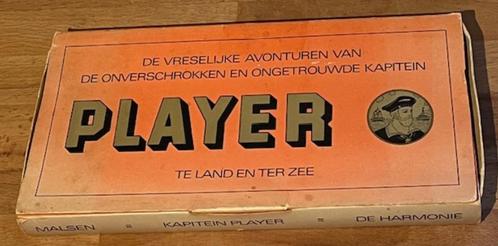 DE VRESELIJKE AVONTUREN VAN
DE ONVERSCHROKKEN EN ONGETROUWDE KAPITEIN
PLAYER
TE LAND EN TER ZEE
MALSEN = KAPITEIN PLAYER = DE HARMONIE